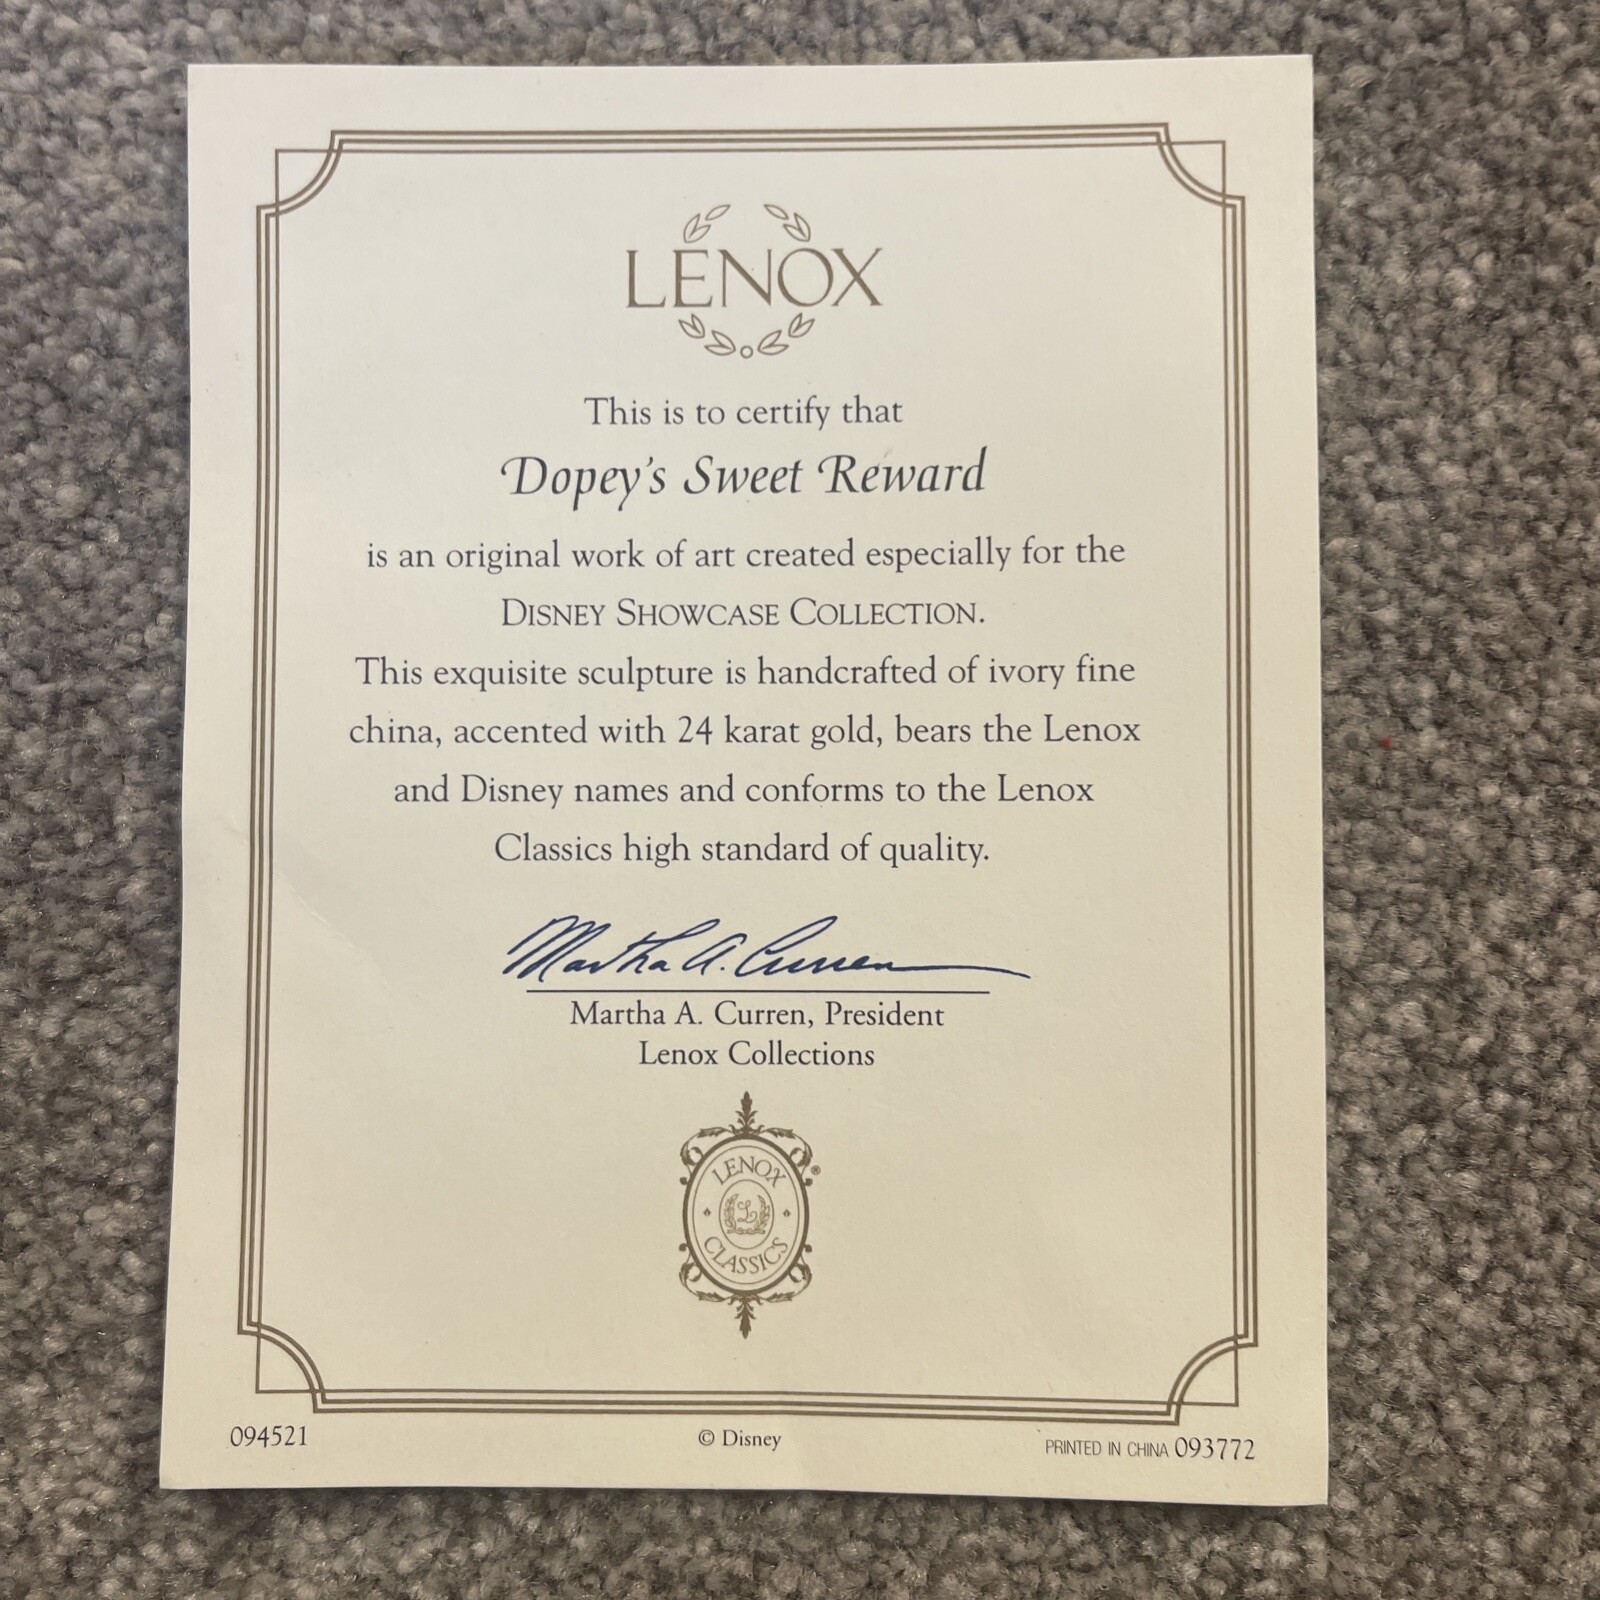 LENOX
This is to certify that
Dopey's Sweet Reward
is an original work of art created especially for the
DISNEY SHOWCASE COLLECTION.
This exquisite sculpture is handcrafted of ivory fine
china, accented with 24 karat gold, bears the Lenox
and Disney names and conforms to the Lenox
Classics high standard of quality.
Martha A. Curren
Martha A. Curren, President
Lenox Collections
LENOX
L
CLASSICS
®
094521
© Disney
PRINTED IN CHINA 093772